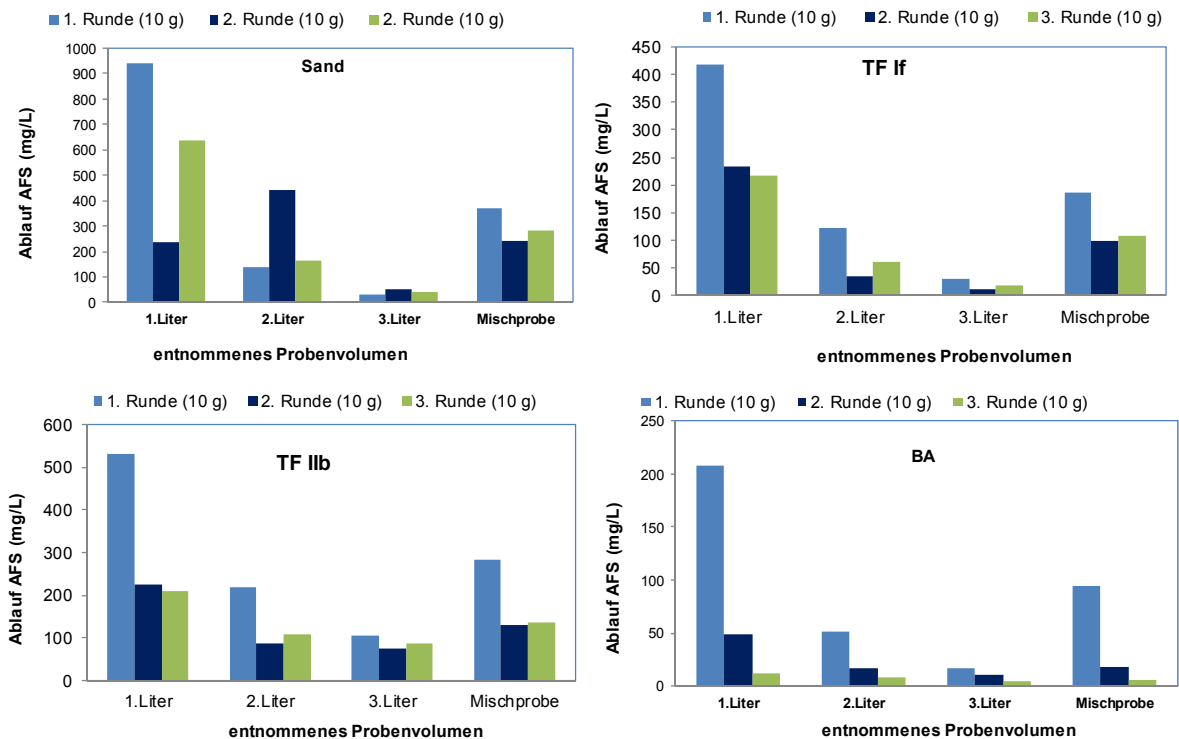 1. Runde (10 g) 2. Runde (10 g) 2. Runde (10 g)
Sand
Ablauf AFS (mg/L)
1000
900
800
700
600
500
400
300
200
100
0
1.Liter 2.Liter 3.Liter Mischprobe
entnommenes Probenvolumen
1. Runde (10 g) 2. Runde (10 g) 3. Runde (10 g)
TF If
Ablauf AFS (mg/L)
450
400
350
300
250
200
150
100
50
0
1.Liter 2.Liter 3.Liter Mischprobe
entnommenes Probenvolumen
1. Runde (10 g) 2. Runde (10 g) 3. Runde (10 g)
TF IIb
Ablauf AFS (mg/L)
600
500
400
300
200
100
0
1.Liter 2.Liter 3.Liter Mischprobe
entnommenes Probenvolumen
1. Runde (10 g) 2. Runde (10 g) 3. Runde (10 g)
BA
Ablauf AFS (mg/L)
250
200
150
100
50
0
1.Liter 2.Liter 3.Liter Mischprobe
entnommenes Probenvolumen